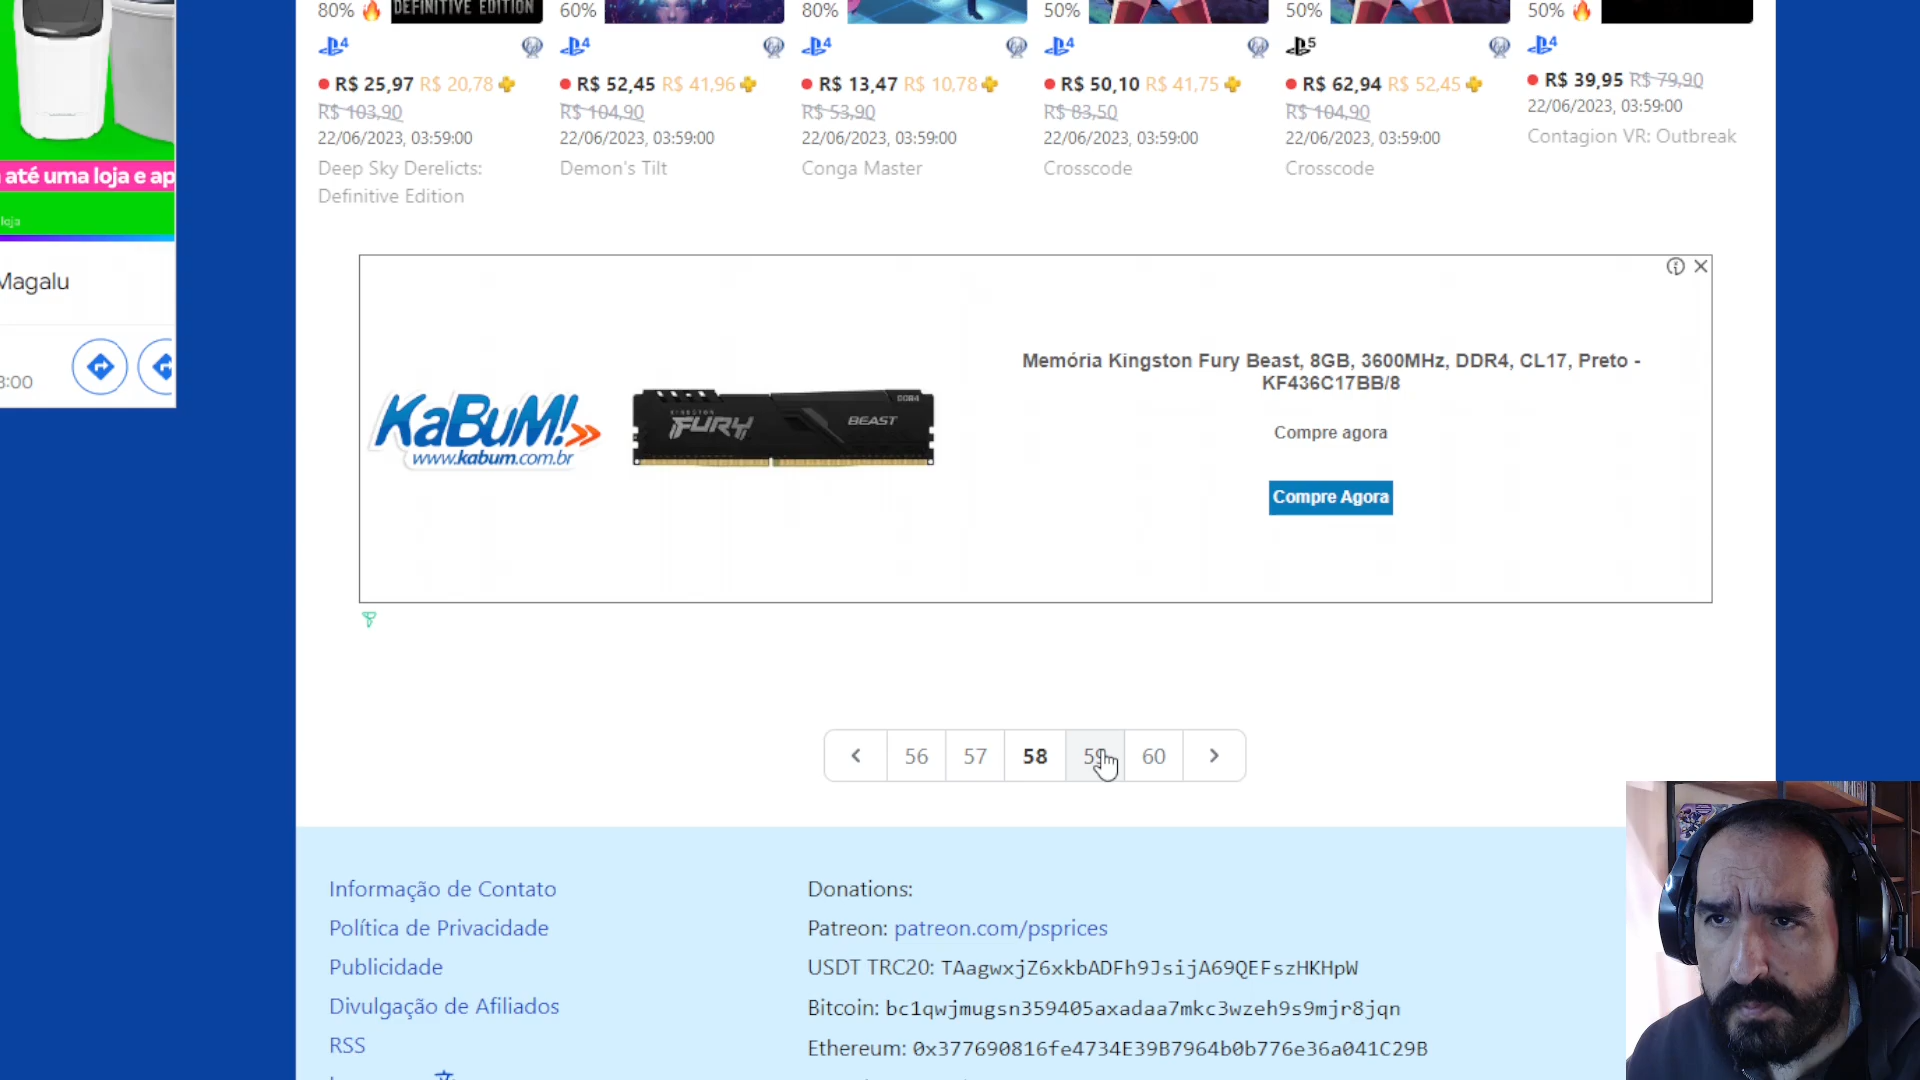 80% DEFINITIVE EDITION 60% 80% 50% 50% 50%
R$ 25,97 R$ 20,78
R$ 103,90
22/06/2023, 03:59:00
Deep Sky Derelicts:
Definitive Edition
R$ 52,45 R$ 41,96
R$ 104,90
22/06/2023, 03:59:00
Demon's Tilt
R$ 13,47 R$ 10,78
R$ 53,90
22/06/2023, 03:59:00
Conga Master
R$ 50,10 R$ 41,75
R$ 83,50
22/06/2023, 03:59:00
Crosscode
R$ 62,94 R$ 52,45
R$ 104,90
22/06/2023, 03:59:00
Crosscode
R$ 39,95 R$ 79,90
22/06/2023, 03:59:00
Contagion VR: Outbreak
até uma loja e ap
loja
Magalu
3:00
KaBuM!
www.kabum.com.br
KINGSTON
FURY
BEAST
DDR4
Memória Kingston Fury Beast, 8GB, 3600MHz, DDR4, CL17, Preto -
KF436C17BB/8
Compre agora
Compre Agora
56 57 58 59 60
Informação de Contato
Política de Privacidade
Publicidade
Divulgação de Afiliados
RSS
Donations:
Patreon: patreon.com/psprices
USDT TRC20: TAagwxjZ6xkbADFh9JsijA69QEFszHKHpW
Bitcoin: bc1qwjmugsn359405axadaa7mkc3wzeh9s9mjr8jqn
Ethereum: 0x377690816fe4734E39B7964b0b776e36a041C29B